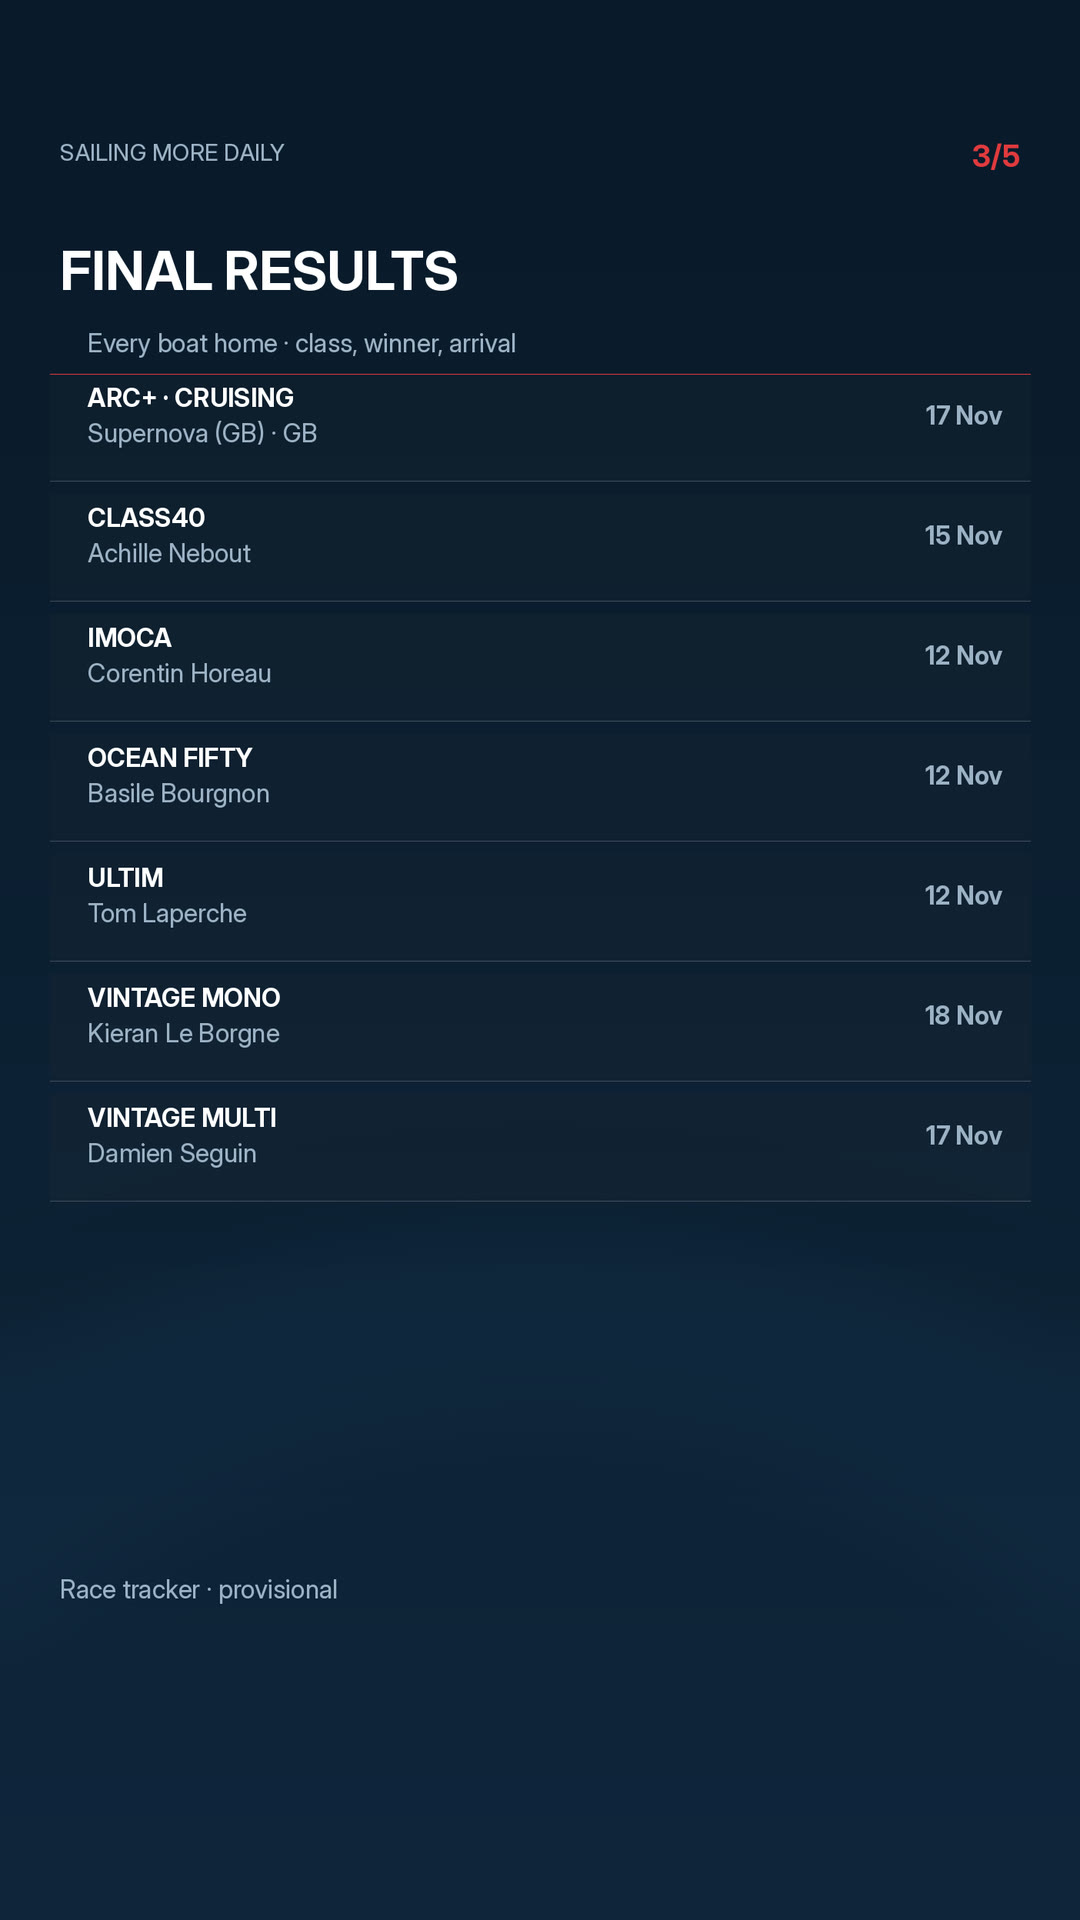 SAILING MORE DAILY
3/5
FINAL RESULTS
Every boat home · class, winner, arrival
ARC+ · CRUISING
Supernova (GB) · GB
17 Nov
CLASS40
Achille Nebout
15 Nov
IMOCA
Corentin Horeau
12 Nov
OCEAN FIFTY
Basile Bourgnon
12 Nov
ULTIM
Tom Laperche
12 Nov
VINTAGE MONO
Kieran Le Borgne
18 Nov
VINTAGE MULTI
Damien Seguin
17 Nov
Race tracker · provisional